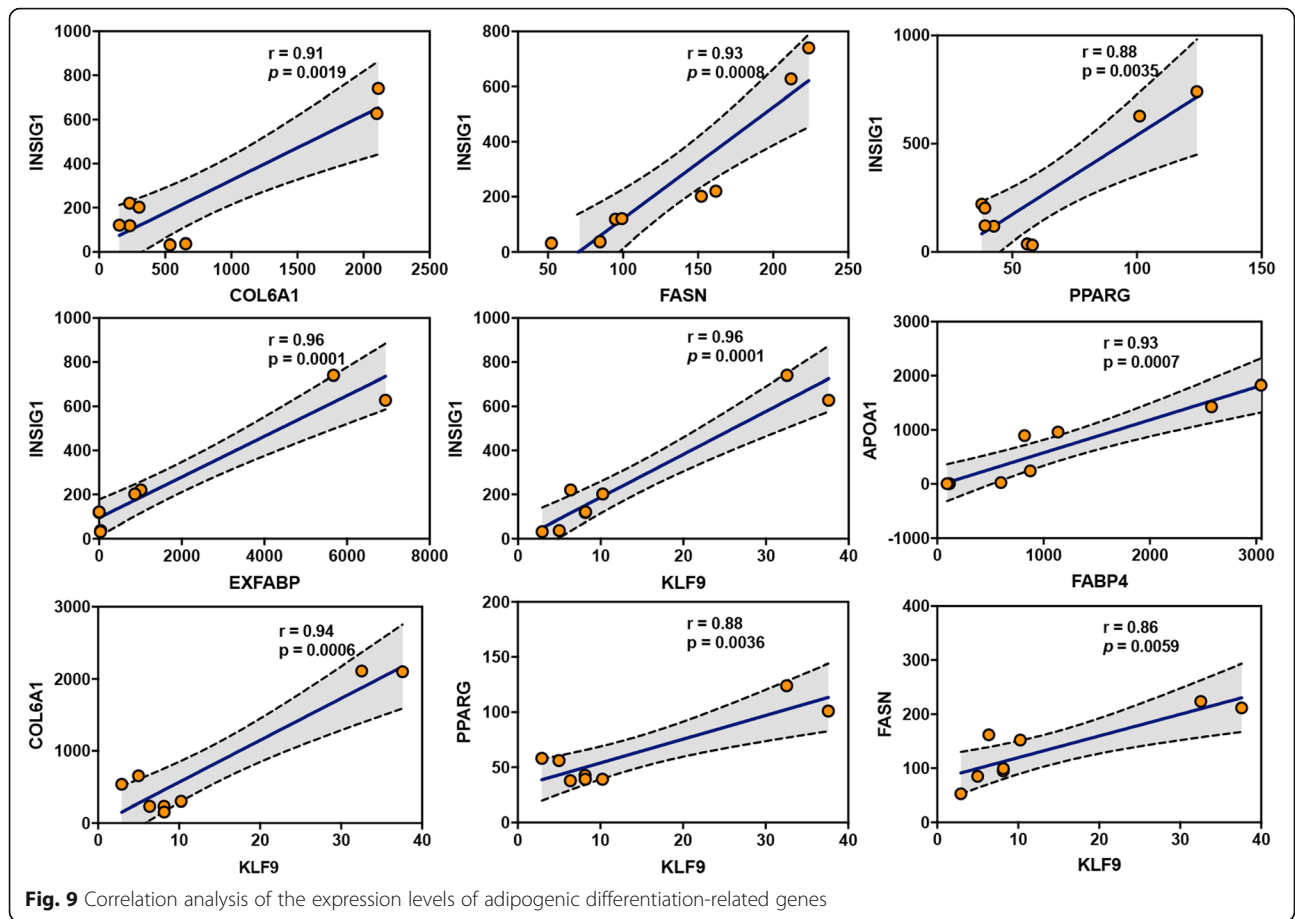 1000
800
600
400
200
0
INSIG1
r = 0.91
p = 0.0019
0 500 1000 1500 2000 2500
COL6A1
800
600
400
200
0
INSIG1
r = 0.93
p = 0.0008
50 100 150 200 250
FASN
1000
500
0
INSIG1
r = 0.88
p = 0.0035
50 100 150
PPARG
1000
800
600
400
200
0
INSIG1
r = 0.96
p = 0.0001
0 2000 4000 6000 8000
EXFABP
1000
800
600
400
200
0
INSIG1
r = 0.96
p = 0.0001
0 10 20 30 40
KLF9
3000
2000
1000
0
-1000
APOA1
r = 0.93
p = 0.0007
0 1000 2000 3000
FABP4
3000
2000
1000
0
COL6A1
r = 0.94
p = 0.0006
0 10 20 30 40
KLF9
200
150
100
50
0
PPARG
r = 0.88
p = 0.0036
0 10 20 30 40
KLF9
400
300
200
100
0
FASN
r = 0.86
p = 0.0059
0 10 20 30 40
KLF9
Fig. 9 Correlation analysis of the expression levels of adipogenic differentiation-related genes